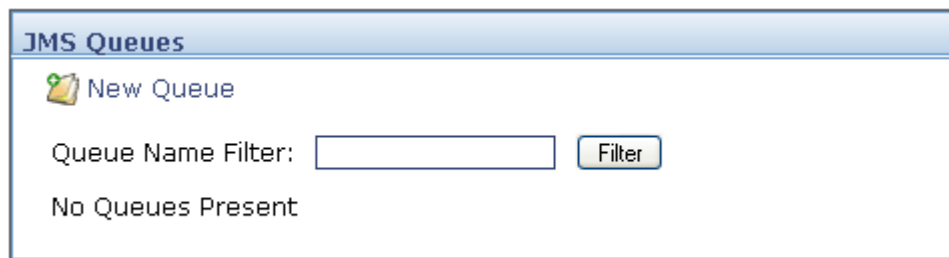 JMS Queues
New Queue
Queue Name Filter: Filter
No Queues Present